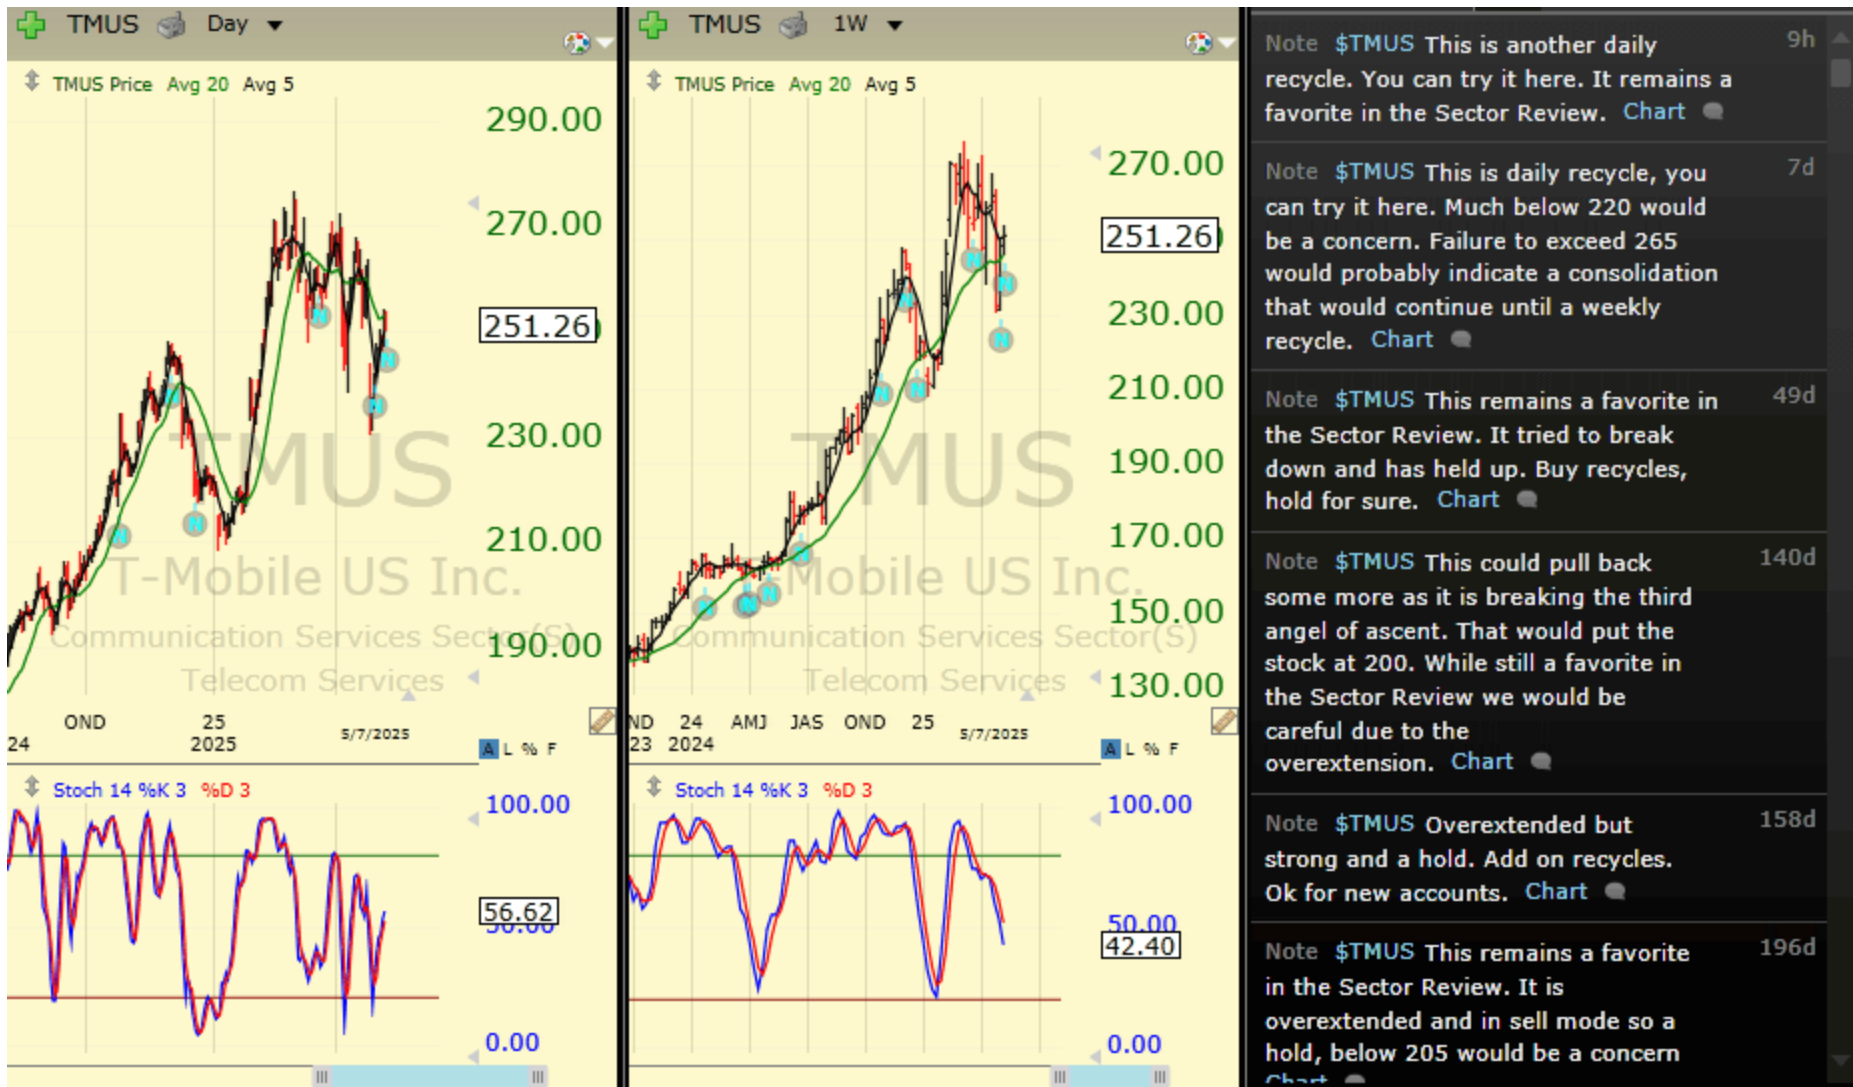 TMUS Day
TMUS Price Avg 20 Avg 5
290.00
270.00
251.26
230.00
210.00
190.00
TMUS
T-Mobile US Inc.
Communication Services Sector(S)
Telecom Services
OND 25
24 2025 5/7/2025
A L % F
Stoch 14 %K 3 %D 3
100.00
56.62
50.00
0.00
N
N
N
N
N
N
TMUS 1W
TMUS Price Avg 20 Avg 5
270.00
251.26
230.00
210.00
190.00
170.00
150.00
130.00
TMUS
T-Mobile US Inc.
Communication Services Sector(S)
Telecom Services
ND 24 AMJ JAS OND 25
23 2024 5/7/2025
A L % F
Stoch 14 %K 3 %D 3
100.00
50.00
42.40
0.00
N
N
N
N
N
N
N
N
N
N
Note $TMUS This is another daily 9h
recycle. You can try it here. It remains a
favorite in the Sector Review. Chart
Note $TMUS This is daily recycle, you 7d
can try it here. Much below 220 would
be a concern. Failure to exceed 265
would probably indicate a consolidation
that would continue until a weekly
recycle. Chart
Note $TMUS This remains a favorite in 49d
the Sector Review. It tried to break
down and has held up. Buy recycles,
hold for sure. Chart
Note $TMUS This could pull back 140d
some more as it is breaking the third
angel of ascent. That would put the
stock at 200. While still a favorite in
the Sector Review we would be
careful due to the
overextension. Chart
Note $TMUS Overextended but 158d
strong and a hold. Add on recycles.
Ok for new accounts. Chart
Note $TMUS This remains a favorite 196d
in the Sector Review. It is
overextended and in sell mode so a
hold, below 205 would be a concern
Chart